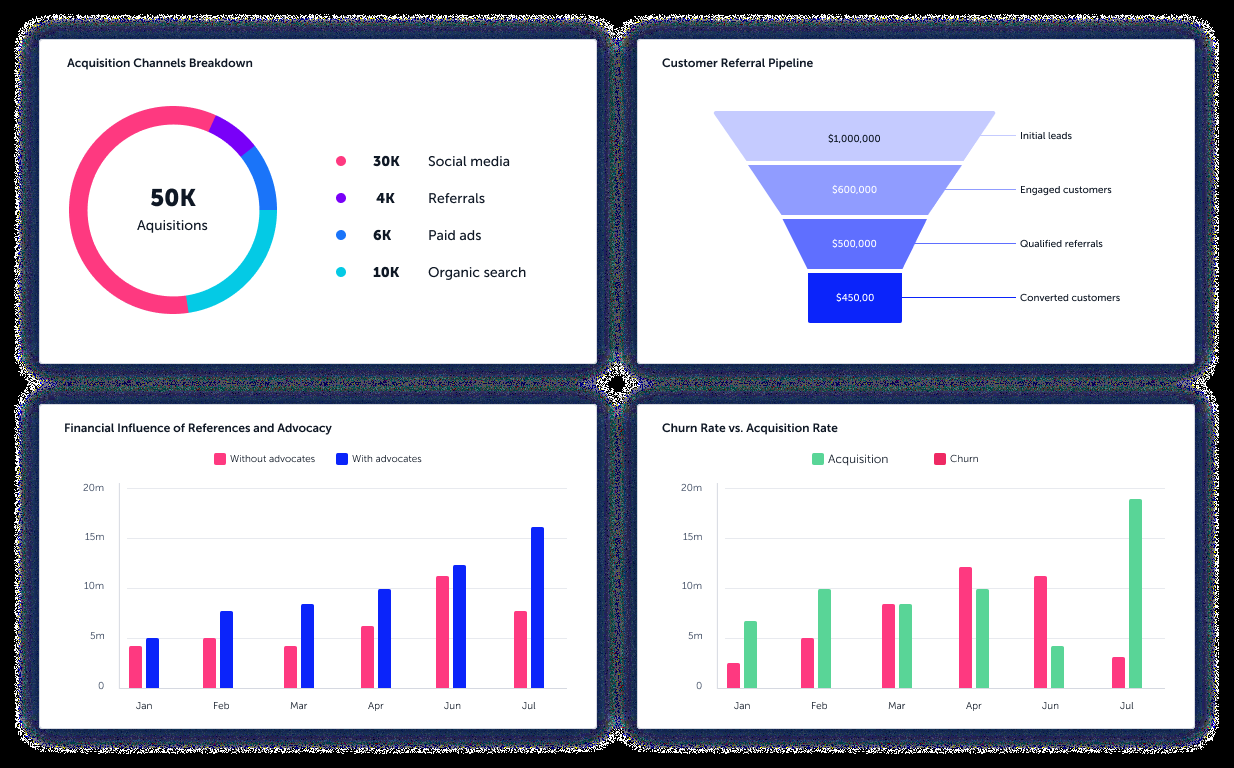 Acquisition Channels Breakdown
50K
Aquisitions
30K Social media
4K Referrals
6K Paid ads
10K Organic search
Customer Referral Pipeline
$1,000,000 Initial leads
$600,000 Engaged customers
$500,000 Qualified referrals
$450,00 Converted customers
Financial Influence of References and Advocacy
Without advocates With advocates
20m
15m
10m
5m
0
Jan Feb Mar Apr Jun Jul
Churn Rate vs. Acquisition Rate
Acquisition Churn
20m
15m
10m
5m
0
Jan Feb Mar Apr Jun Jul